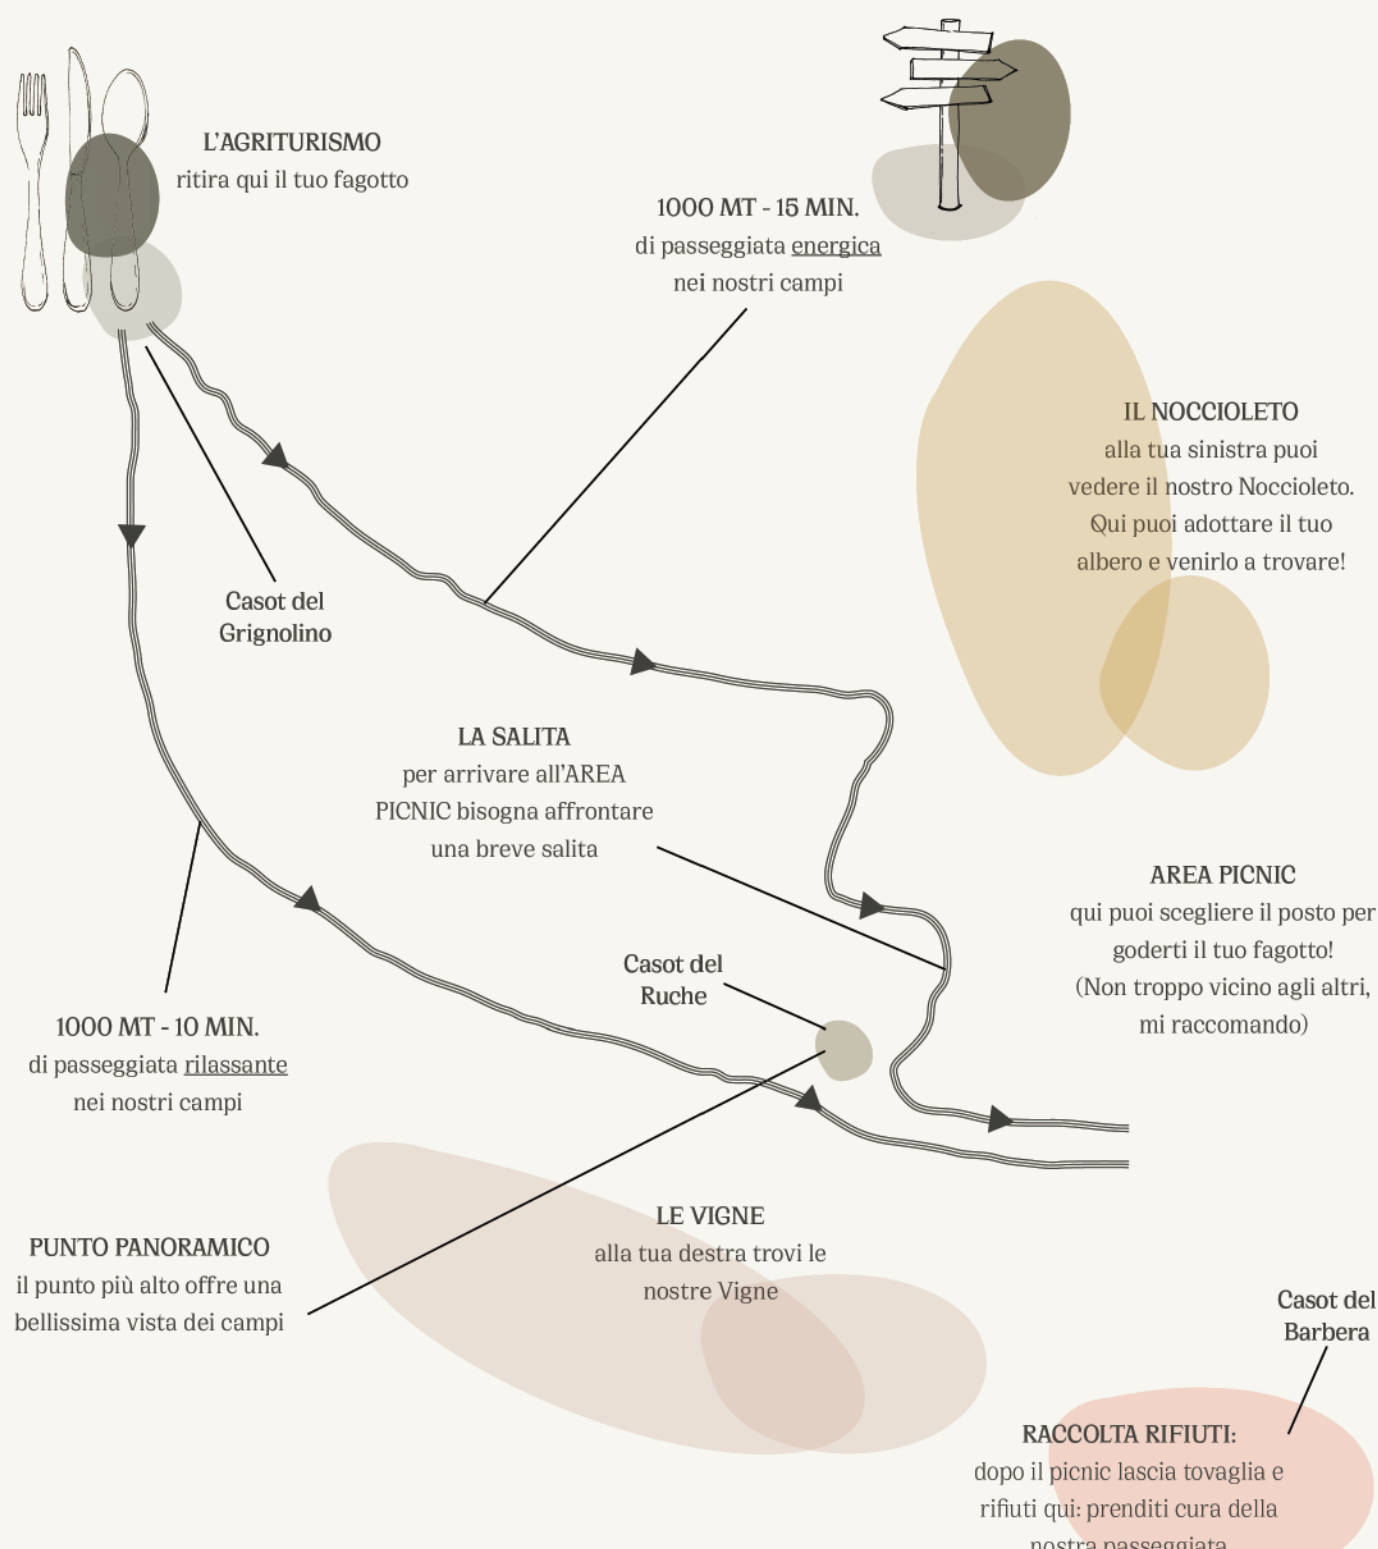 L'AGRITURISMO
ritira qui il tuo fagotto
1000 MT - 15 MIN.
di passeggiata energica
nei nostri campi
IL NOCCIOLETO
alla tua sinistra puoi
vedere il nostro Noccioleto.
Qui puoi adottare il tuo
albero e venirlo a trovare!
Casot del
Grignolino
LA SALITA
per arrivare all'AREA
PICNIC bisogna affrontare
una breve salita
AREA PICNIC
qui puoi scegliere il posto per
goderti il tuo fagotto!
(Non troppo vicino agli altri,
mi raccomando)
Casot del
Ruche
1000 MT - 10 MIN.
di passeggiata rilassante
nei nostri campi
LE VIGNE
alla tua destra trovi le
nostre Vigne
PUNTO PANORAMICO
il punto più alto offre una
bellissima vista dei campi
Casot del
Barbera
RACCOLTA RIFIUTI:
dopo il picnic lascia tovaglia e
rifiuti qui: prenditi cura della
nostra passeggiata